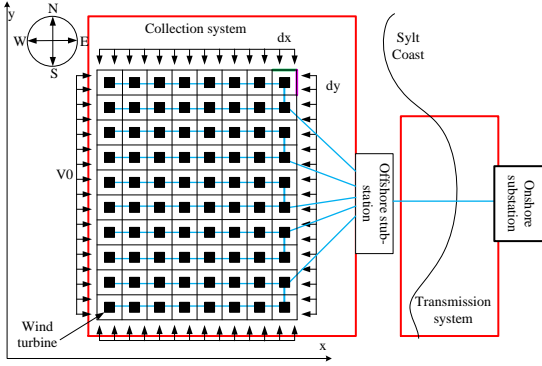 y
N
W
E
S
Collection system
dx
dy
V0
Sylt
Coast
Offshore stub-
station
Onshore
substation
Transmission
system
Wind
turbine
x